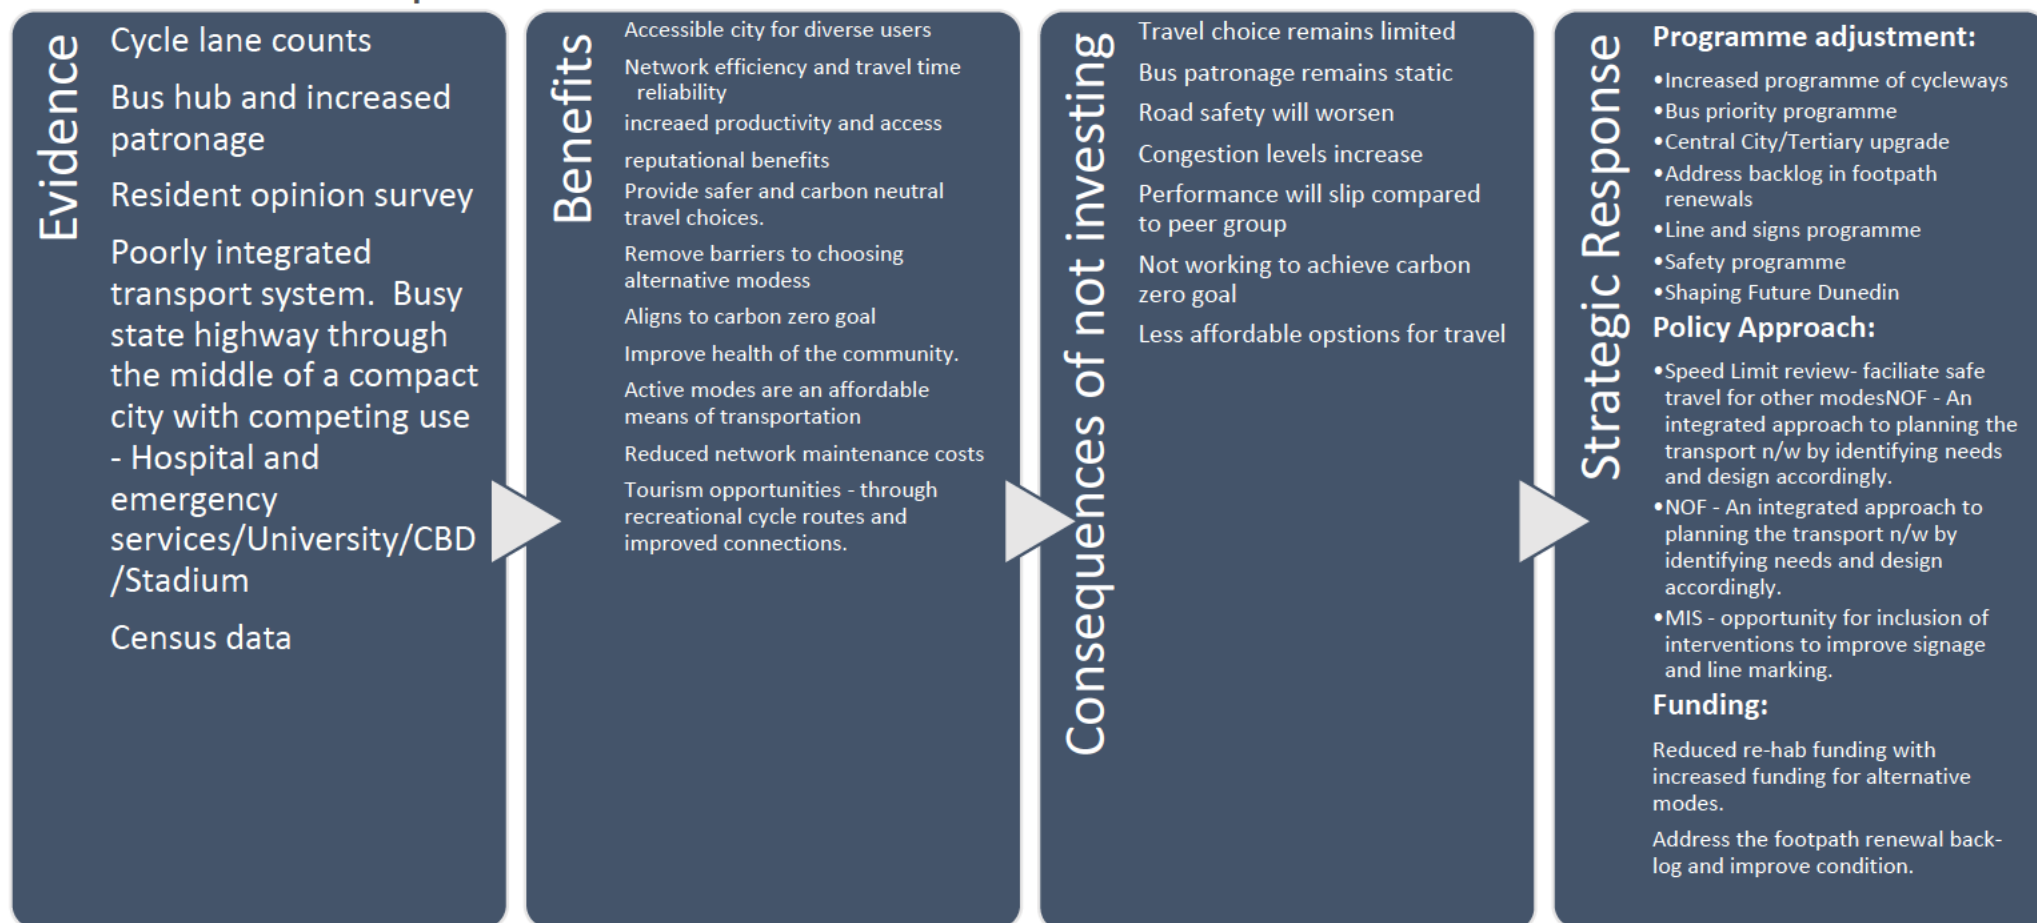 Evidence
Cycle lane counts
Bus hub and increased
patronage
Resident opinion survey
Poorly integrated
transport system.  Busy
state highway through
the middle of a compact
city with competing use
- Hospital and
emergency
services/University/CBD
/Stadium
Census data
Benefits
Accessible city for diverse users
Network efficiency and travel time
reliability
increaed productivity and access
reputational benefits
Provide safer and carbon neutral
travel choices.
Remove barriers to choosing
alternative modess
Aligns to carbon zero goal
Improve health of the community.
Active modes are an affordable
means of transportation
Reduced network maintenance costs
Tourism opportunities - through
recreational cycle routes and
improved connections.
Consequences of not investing
Travel choice remains limited
Bus patronage remains static
Road safety will worsen
Congestion levels increase
Performance will slip compared
to peer group
Not working to achieve carbon
zero goal
Less affordable opstions for travel
Strategic Response
Programme adjustment:
•Increased programme of cycleways
•Bus priority programme
•Central City/Tertiary upgrade
•Address backlog in footpath
renewals
•Line and signs programme
•Safety programme
•Shaping Future Dunedin
Policy Approach:
•Speed Limit review- faciliate safe
travel for other modesNOF - An
integrated approach to planning the
transport n/w by identifying needs
and design accordingly.
•NOF - An integrated approach to
planning the transport n/w by
identifying needs and design
accordingly.
•MIS - opportunity for inclusion of
interventions to improve signage
and line marking.
Funding:
Reduced re-hab funding with
increased funding for alternative
modes.
Address the footpath renewal back-
log and improve condition.